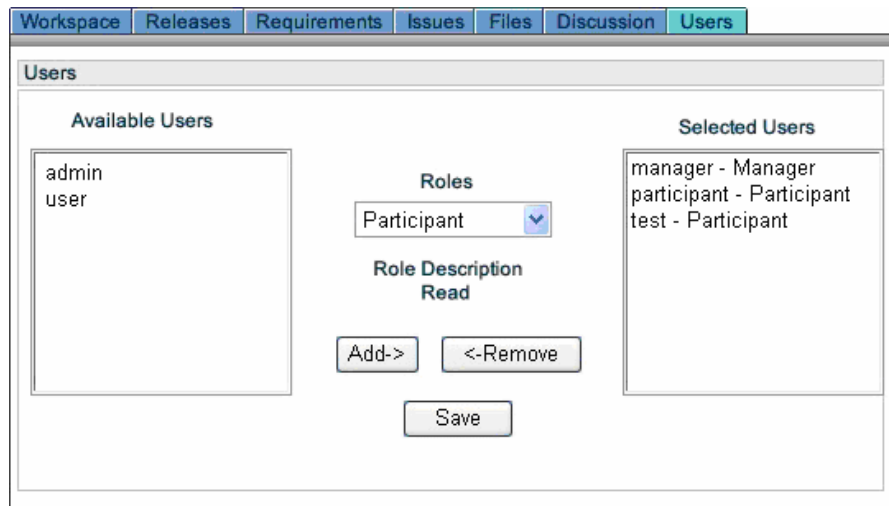 Workspace Releases Requirements Issues Files Discussion Users
Users
Available Users
admin
user
Roles
Participant
Role Description
Read
Add->
<-Remove
Save
Selected Users
manager - Manager
participant - Participant
test - Participant